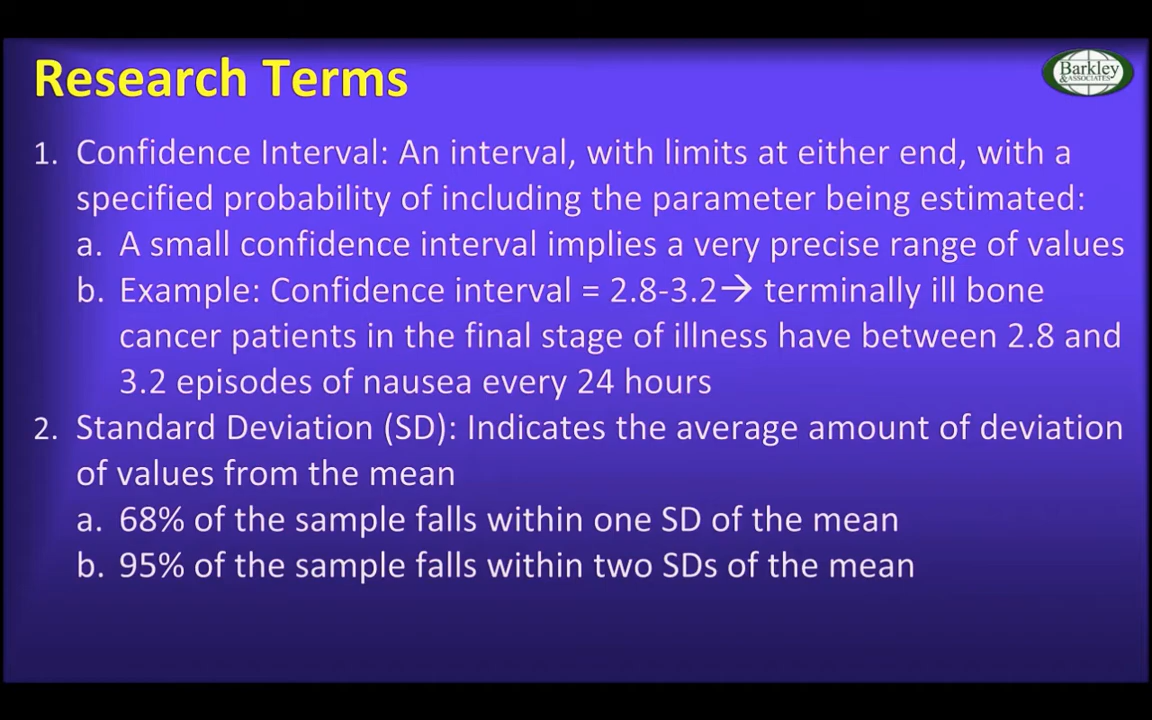 Research Terms
Barkley
& ASSOCIATES
1. Confidence Interval: An interval, with limits at either end, with a
specified probability of including the parameter being estimated:
a. A small confidence interval implies a very precise range of values
b. Example: Confidence interval = 2.8-3.2→ terminally ill bone
cancer patients in the final stage of illness have between 2.8 and
3.2 episodes of nausea every 24 hours
2. Standard Deviation (SD): Indicates the average amount of deviation
of values from the mean
a. 68% of the sample falls within one SD of the mean
b. 95% of the sample falls within two SDs of the mean